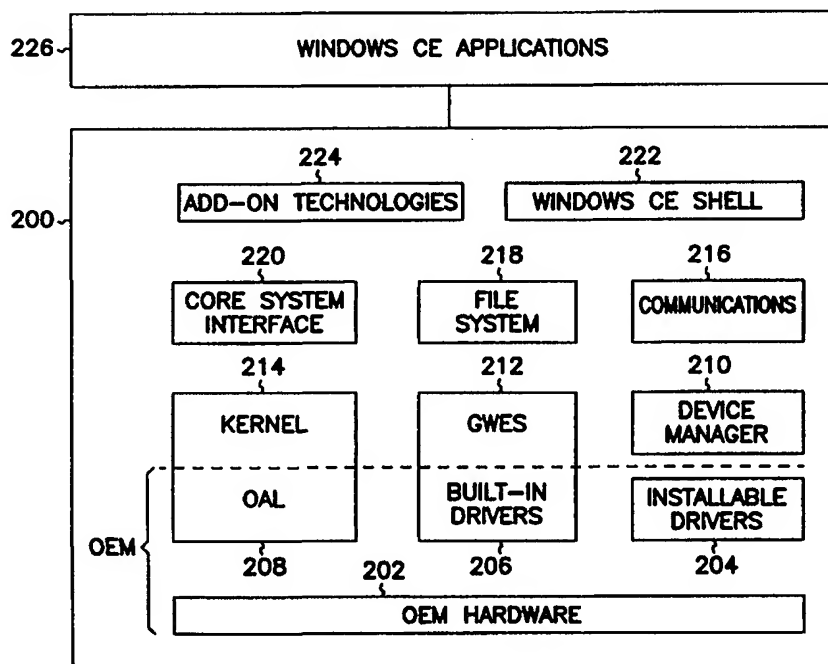 226
WINDOWS CE APPLICATIONS
224
222
200
ADD-ON TECHNOLOGIES
WINDOWS CE SHELL
220
218
216
CORE SYSTEM
INTERFACE
FILE
SYSTEM
COMMUNICATIONS
214
212
210
KERNEL
GWES
DEVICE
MANAGER
OEM
OAL
BUILT-IN
DRIVERS
INSTALLABLE
DRIVERS
208
202
206
204
OEM HARDWARE